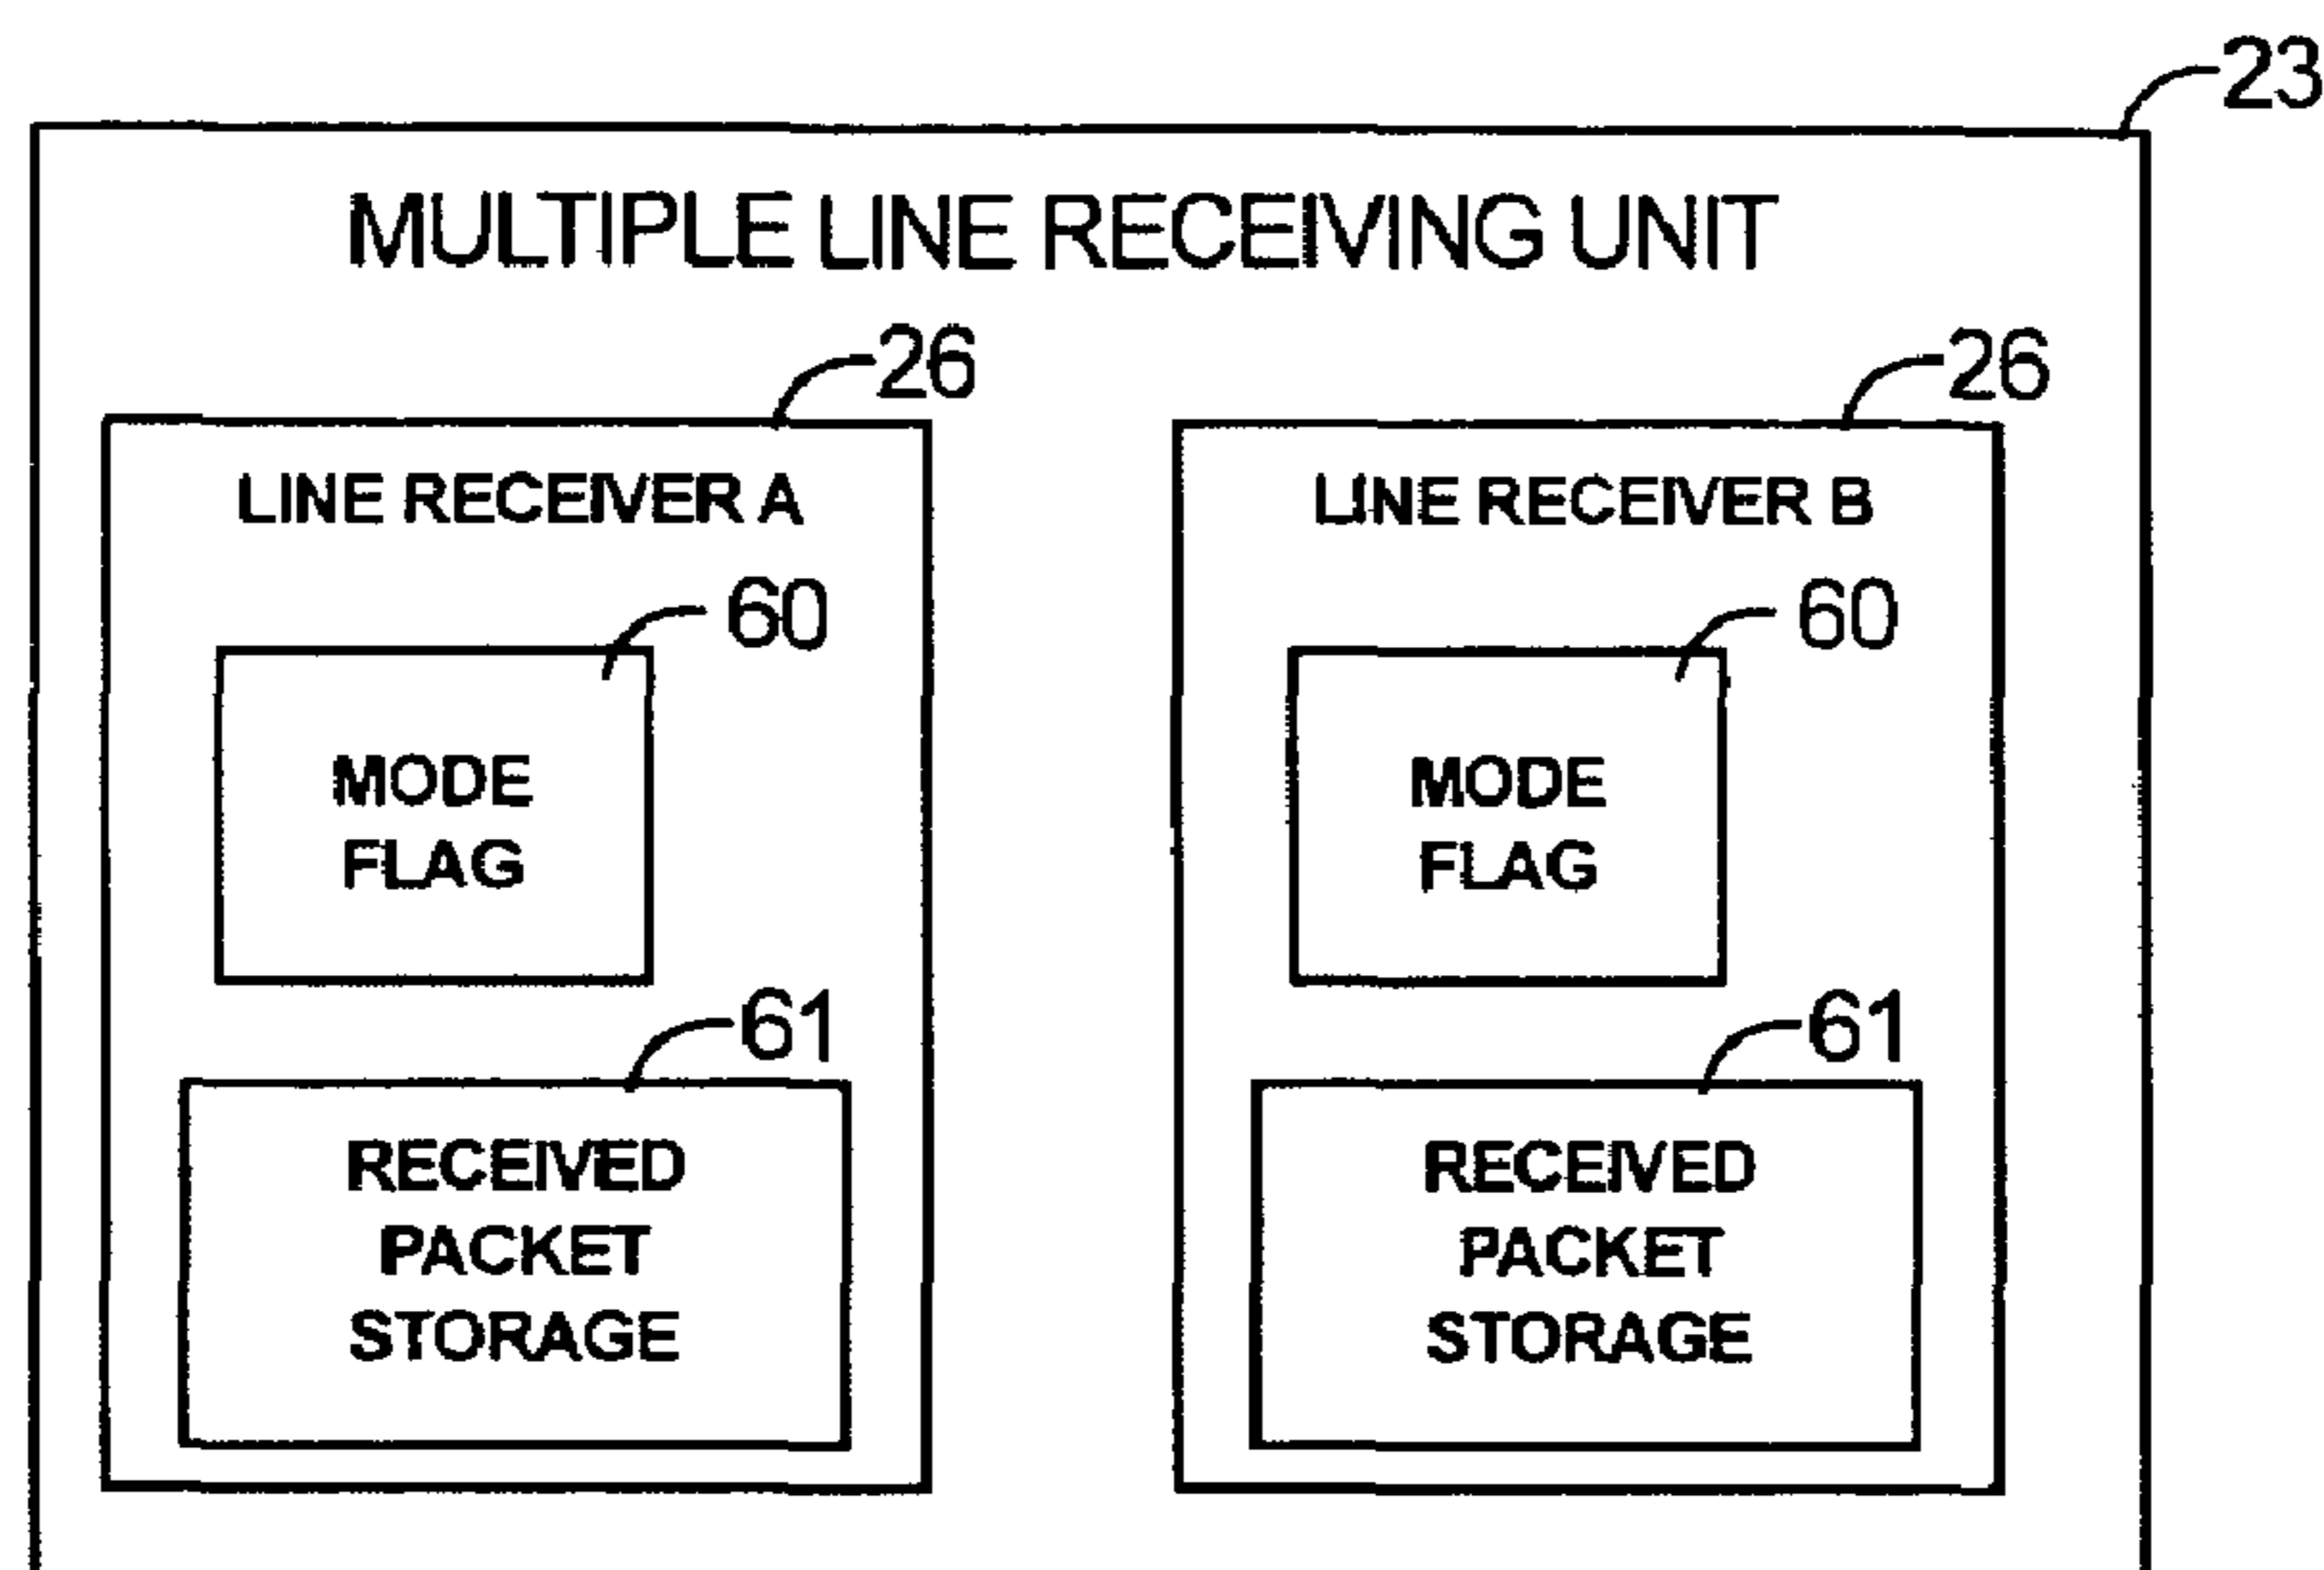 23
MULTIPLE LINE RECEIVING UNIT
26
LINE RECEIVER A
60
MODE
FLAG
61
RECEIVED
PACKET
STORAGE
26
LINE RECEIVER B
60
MODE
FLAG
61
RECEIVED
PACKET
STORAGE